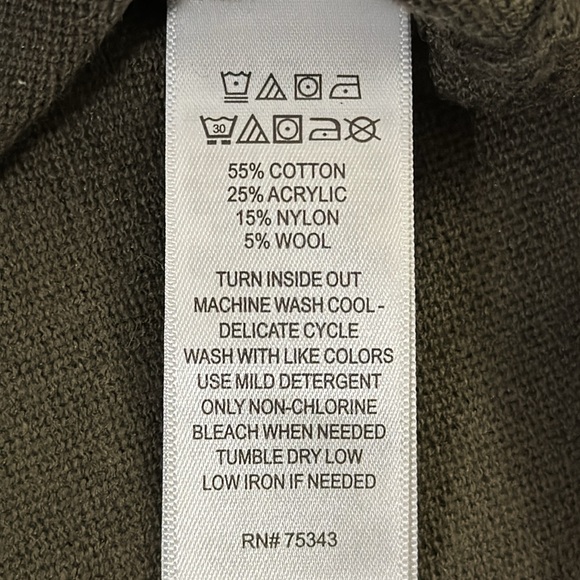 30
55% COTTON
25% ACRYLIC
15% NYLON
5% WOOL
TURN INSIDE OUT
MACHINE WASH COOL -
DELICATE CYCLE
WASH WITH LIKE COLORS
USE MILD DETERGENT
ONLY NON-CHLORINE
BLEACH WHEN NEEDED
TUMBLE DRY LOW
LOW IRON IF NEEDED
RN# 75343